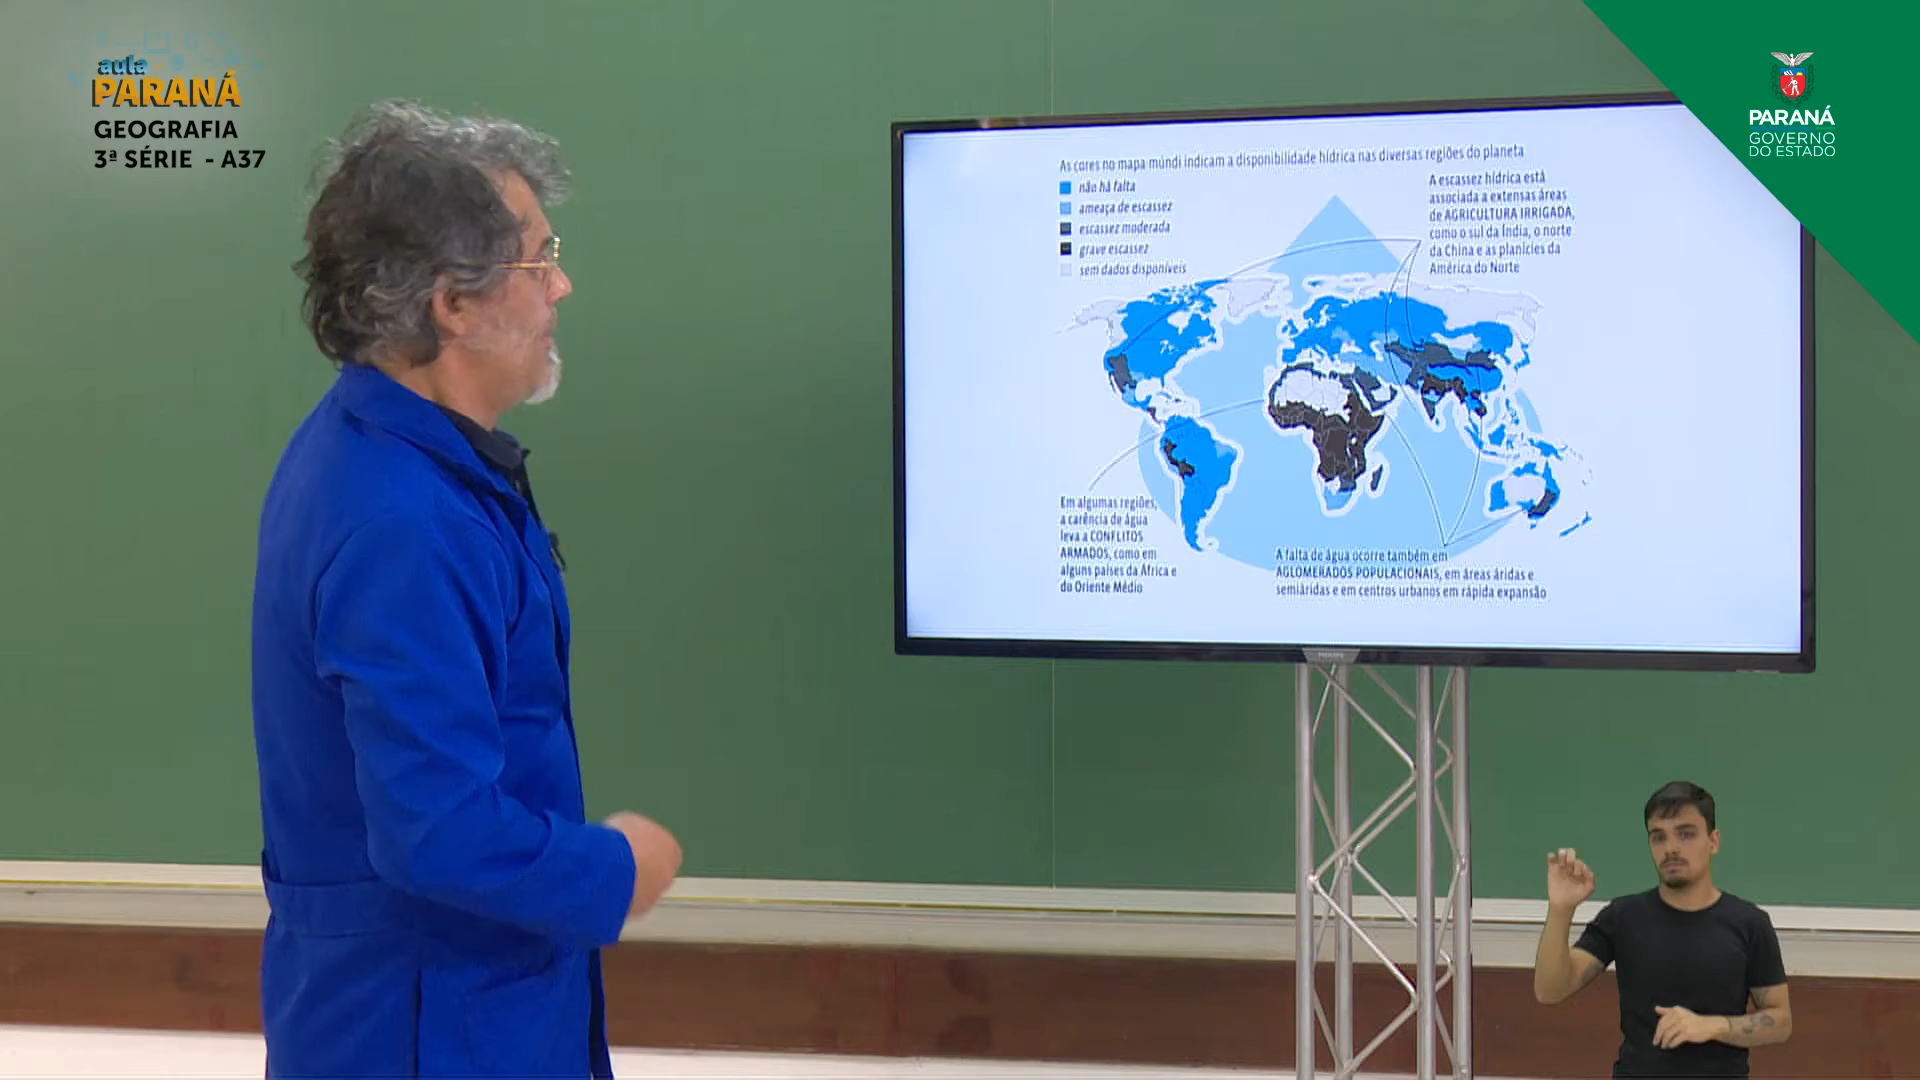 aula
PARANÁ
GEOGRAFIA
3ª SÉRIE - A37
PARANÁ
GOVERNO
DO ESTADO
As cores no mapa múndi indicam a disponibilidade hídrica nas diversas regiões do planeta
não há falta
ameaça de escassez
escassez moderada
grave escassez
sem dados disponíveis
A escassez hídrica está
associada a extensas áreas
de AGRICULTURA IRRIGADA,
como o sul da Índia, o norte
da China e as planícies da
América do Norte
Em algumas regiões,
a carência de água
leva a CONFLITOS
ARMADOS, como em
alguns países da África e
do Oriente Médio
A falta de água ocorre também em
AGLOMERADOS POPULACIONAIS, em áreas áridas e
semiáridas e em centros urbanos em rápida expansão
PHILIPS